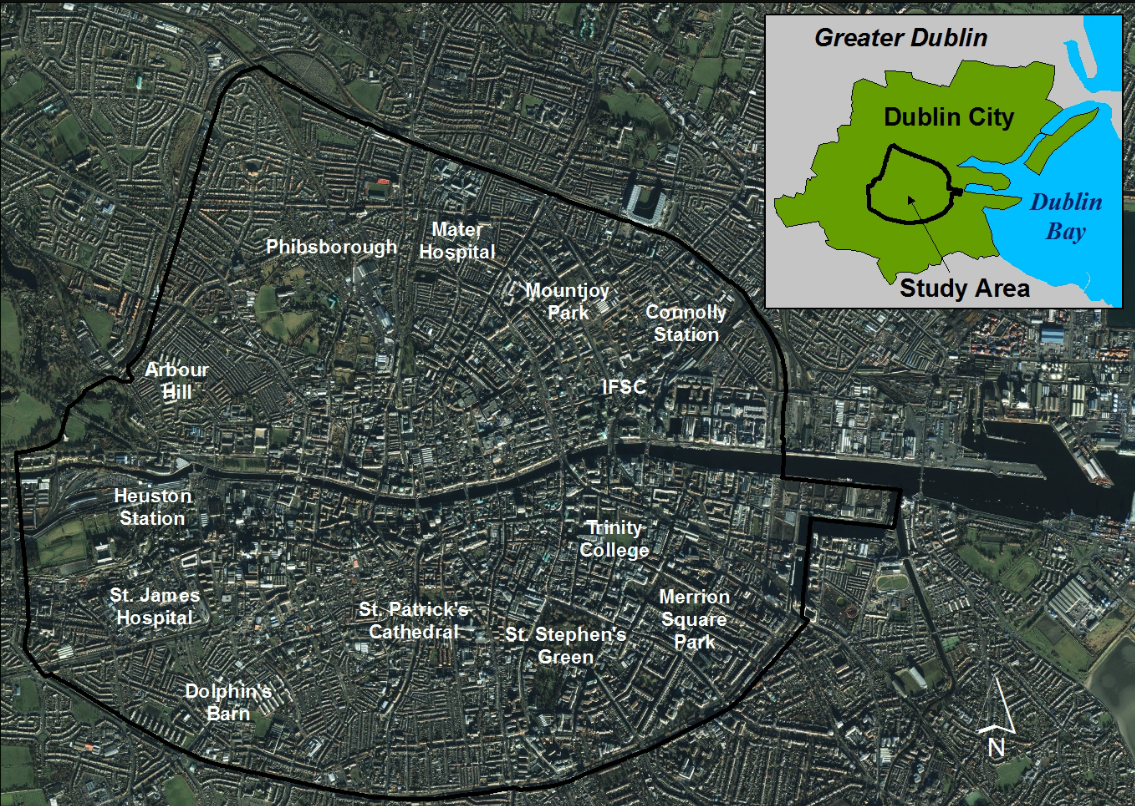 Greater Dublin
Dublin City
Dublin
Bay
Study Area
Phibsborough
Mater
Hospital
Mountjoy
Park
Connolly
Station
Arbour
Hill
IFSC
Heuston
Station
Trinity
College
St. James
Hospital
St. Patrick's
Cathedral
St. Stephen's
Green
Merrion
Square
Park
Dolphin's
Barn
N